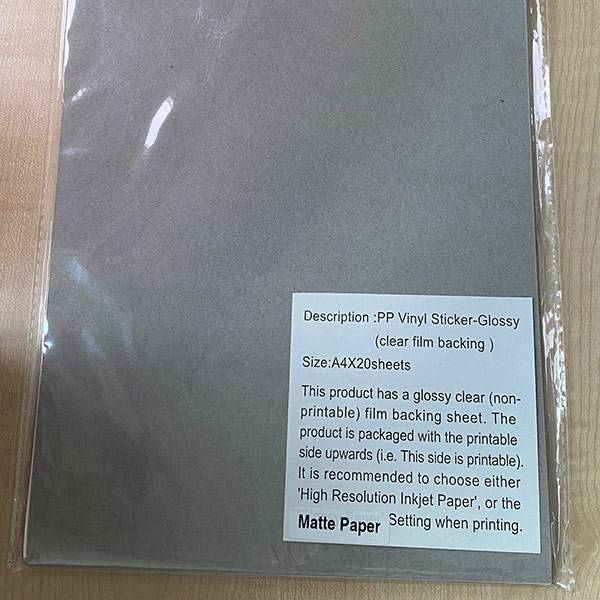 Description :PP Vinyl Sticker-Glossy
(clear film backing )
Size:A4X20sheets
This product has a glossy clear (non-
printable) film backing sheet. The
product is packaged with the printable
side upwards (i.e. This side is printable).
It is recommended to choose either
'High Resolution Inkjet Paper', or the
Matte Paper Setting when printing.